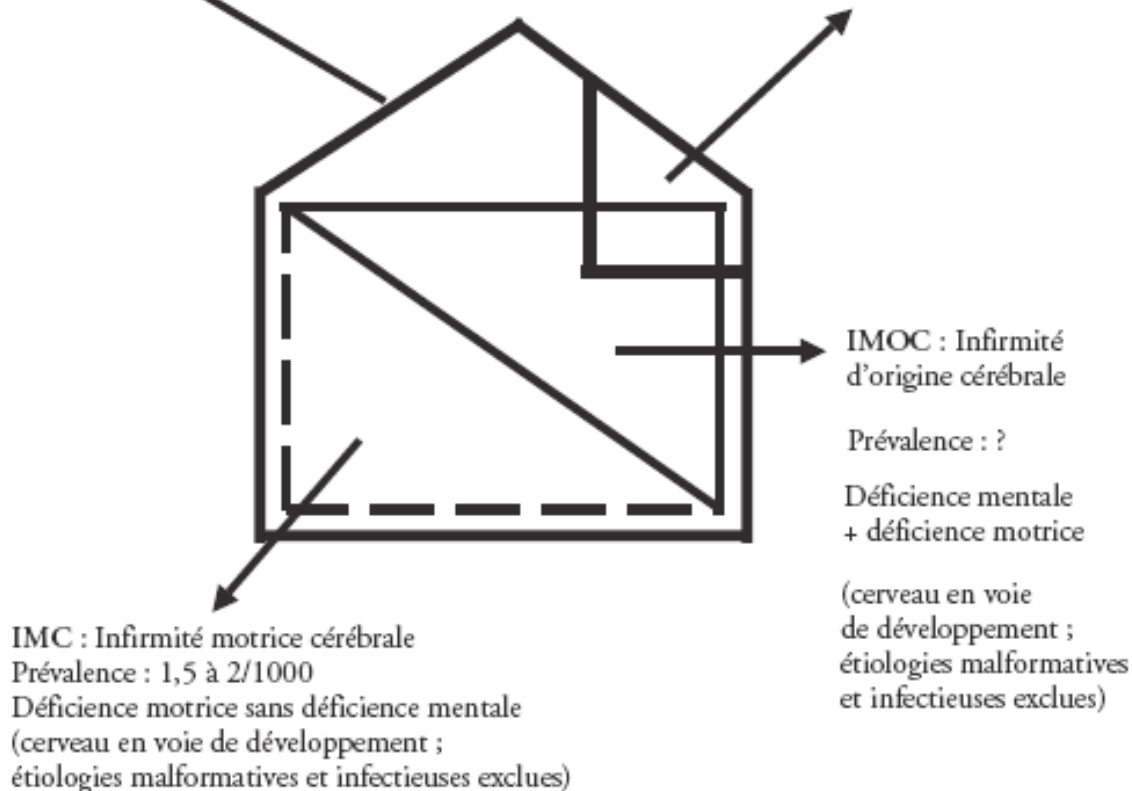 IMOC : Infirmité
d'origine cérébrale
Prévalence : ?
Déficience mentale
+ déficience motrice
(cerveau en voie
de développement ;
étiologies malformatives
et infectieuses exclues)
IMC : Infirmité motrice cérébrale
Prévalence : 1,5 à 2/1000
Déficience motrice sans déficience mentale
(cerveau en voie de développement ;
étiologies malformatives et infectieuses exclues)